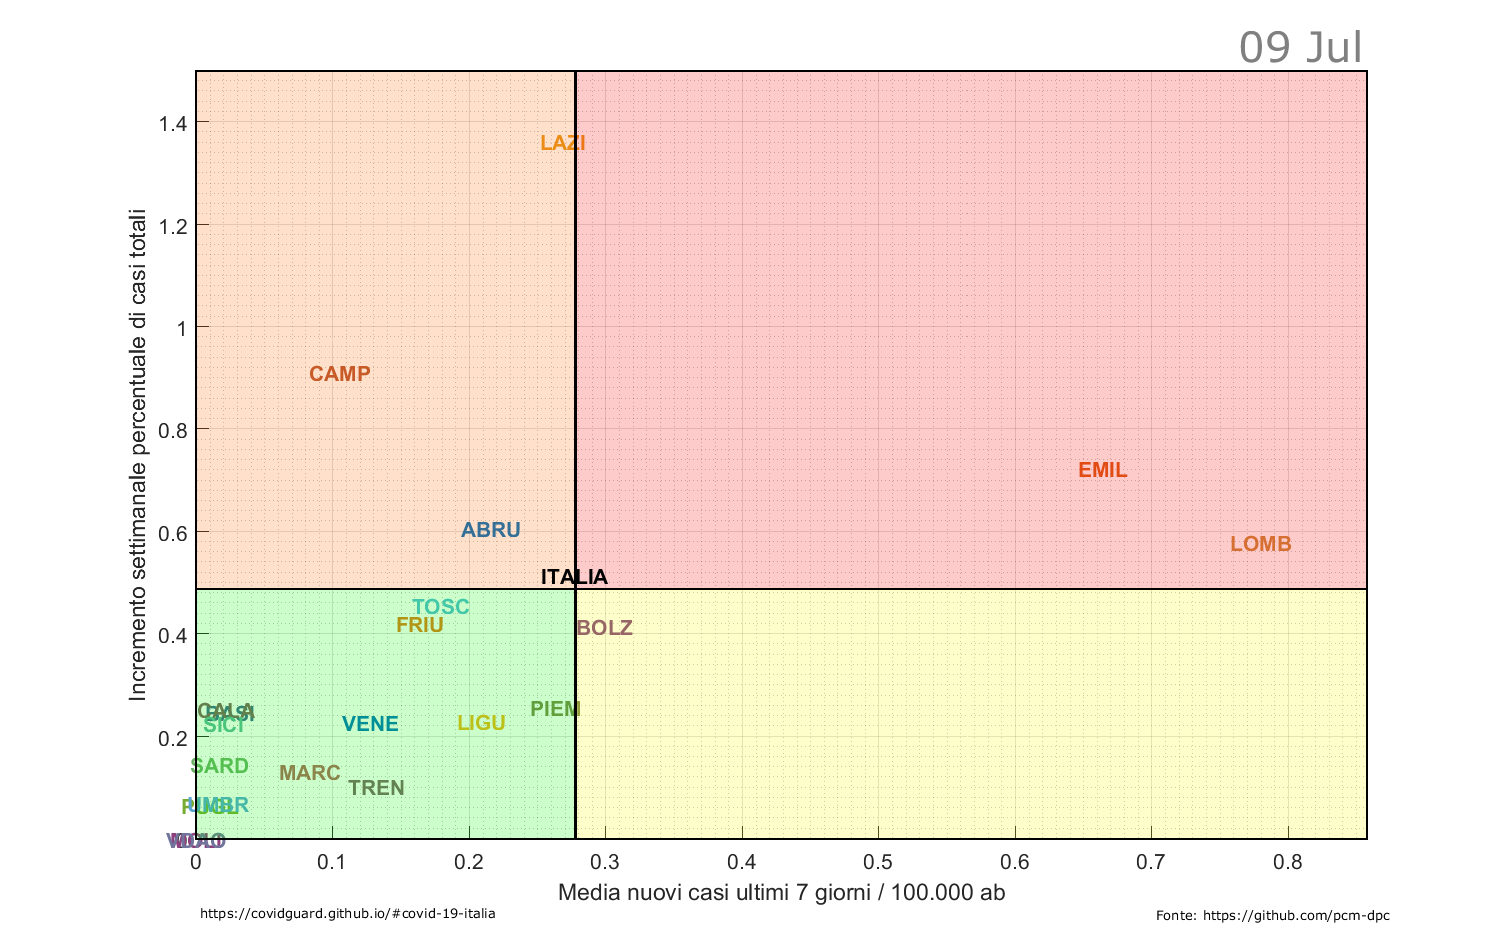 09 Jul
Incremento settimanale percentuale di casi totali
1.4
1.2
1
0.8
0.6
0.4
0.2
LAZI
CAMP
EMIL
ABRU
LOMB
ITALIA
TOSC
FRIU
BOLZ
CALA
BASI
SICI
VENE
LIGU
PIEM
SARD
MARC
TREN
PUGL
UMBR
MOLI
0
0.1
0.2
0.3
0.4
0.5
0.6
0.7
0.8
Media nuovi casi ultimi 7 giorni / 100.000 ab
https://covidguard.github.io/#covid-19-italia
Fonte: https://github.com/pcm-dpc